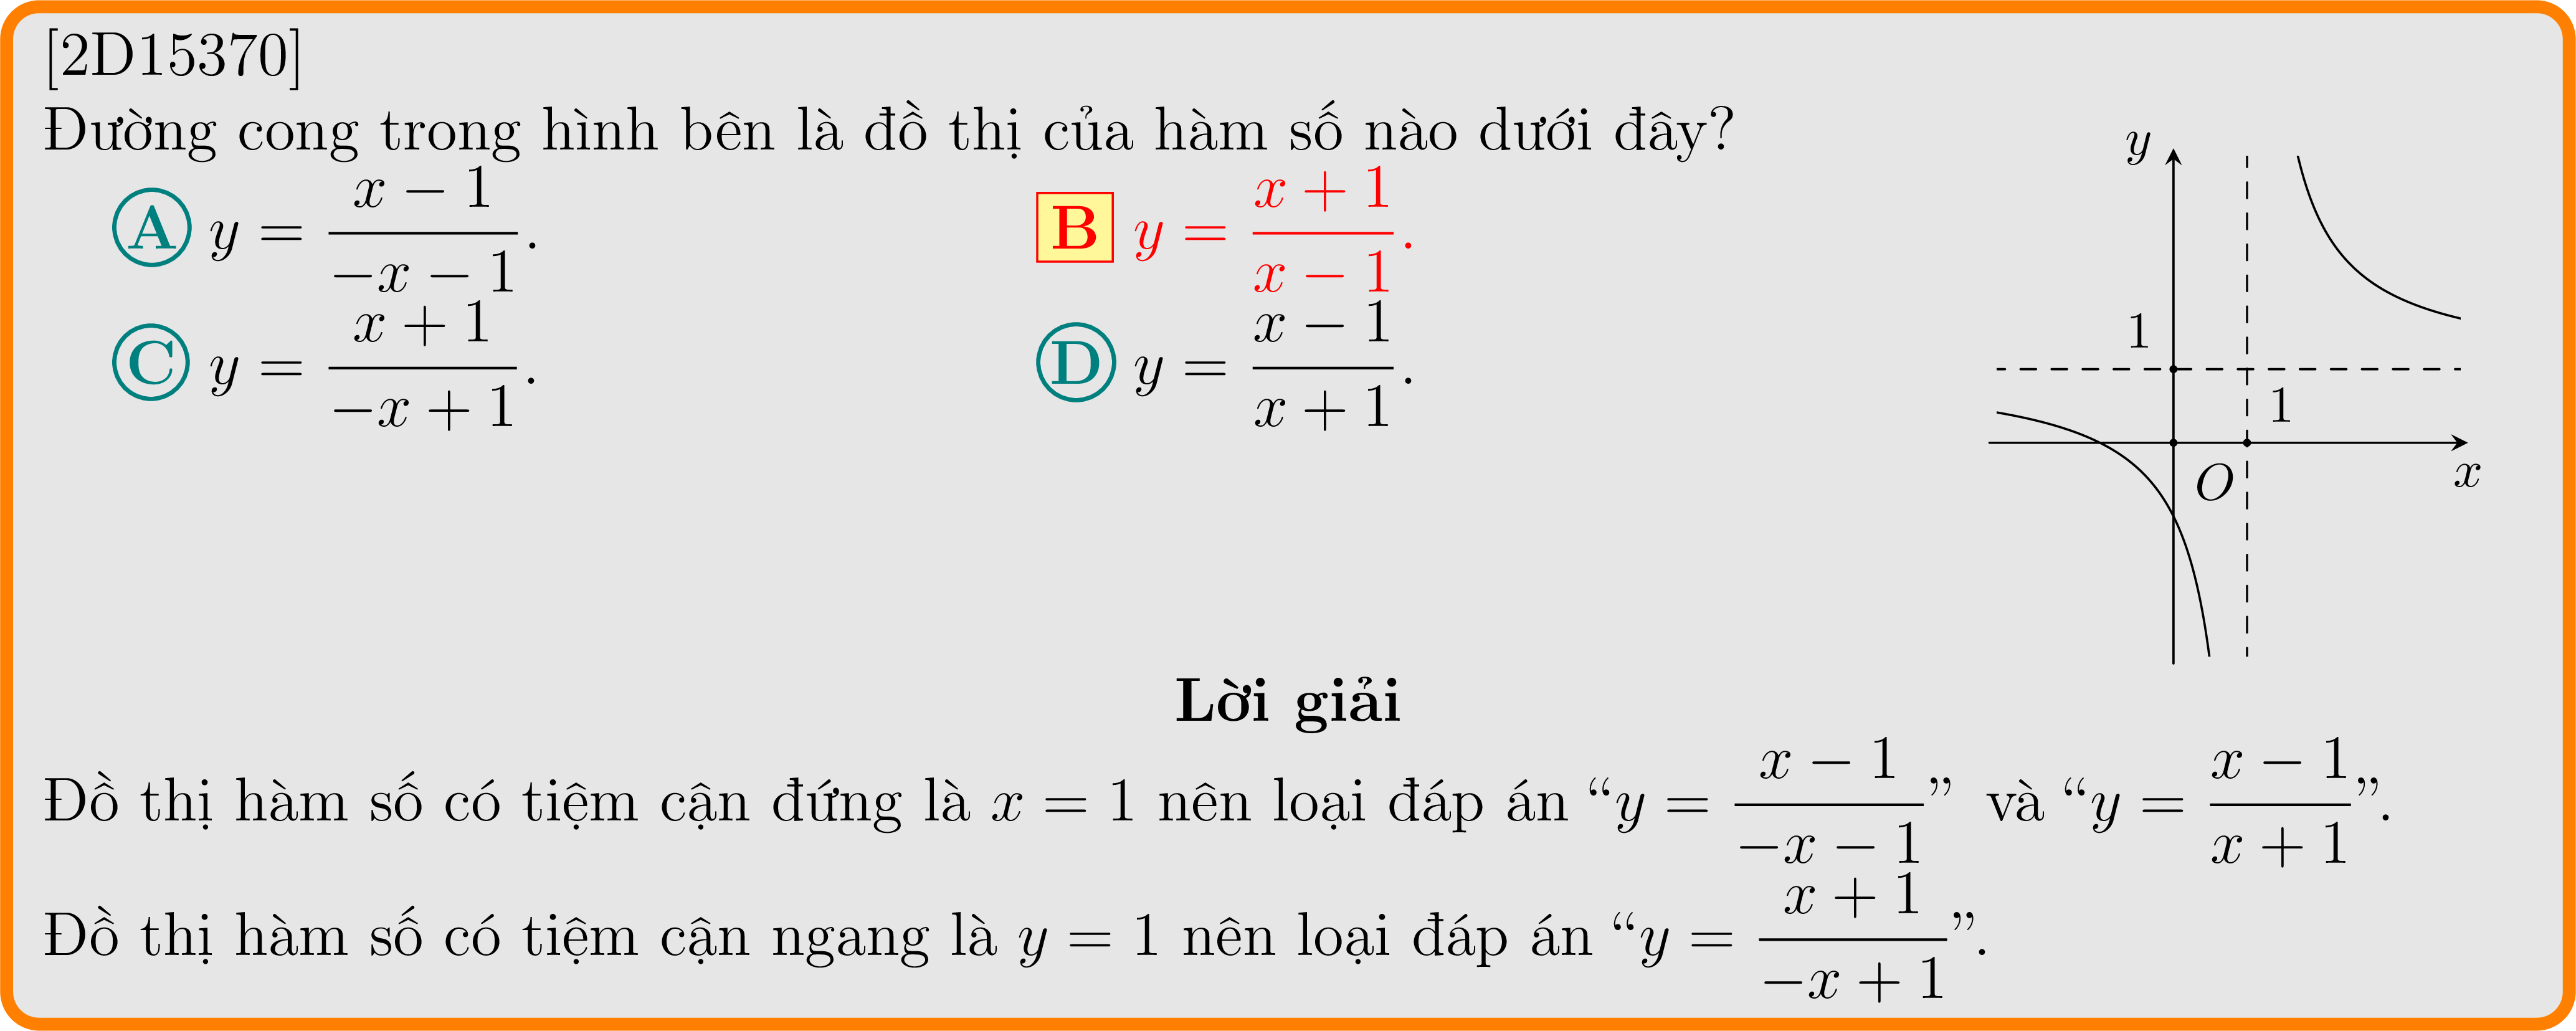 [2D15370]
Đường cong trong hình bên là đồ thị của hàm số nào dưới đây?
A y = \frac{x - 1}{-x - 1}. B y = \frac{x + 1}{x - 1}.
C y = \frac{x + 1}{-x + 1}. D y = \frac{x - 1}{x + 1}.
y
1
1
O
x
Lời giải
Đồ thị hàm số có tiệm cận đứng là x = 1 nên loại đáp án “y = \frac{x - 1}{-x - 1}” và “y = \frac{x - 1}{x + 1}”.
Đồ thị hàm số có tiệm cận ngang là y = 1 nên loại đáp án “y = \frac{x + 1}{-x + 1}”.